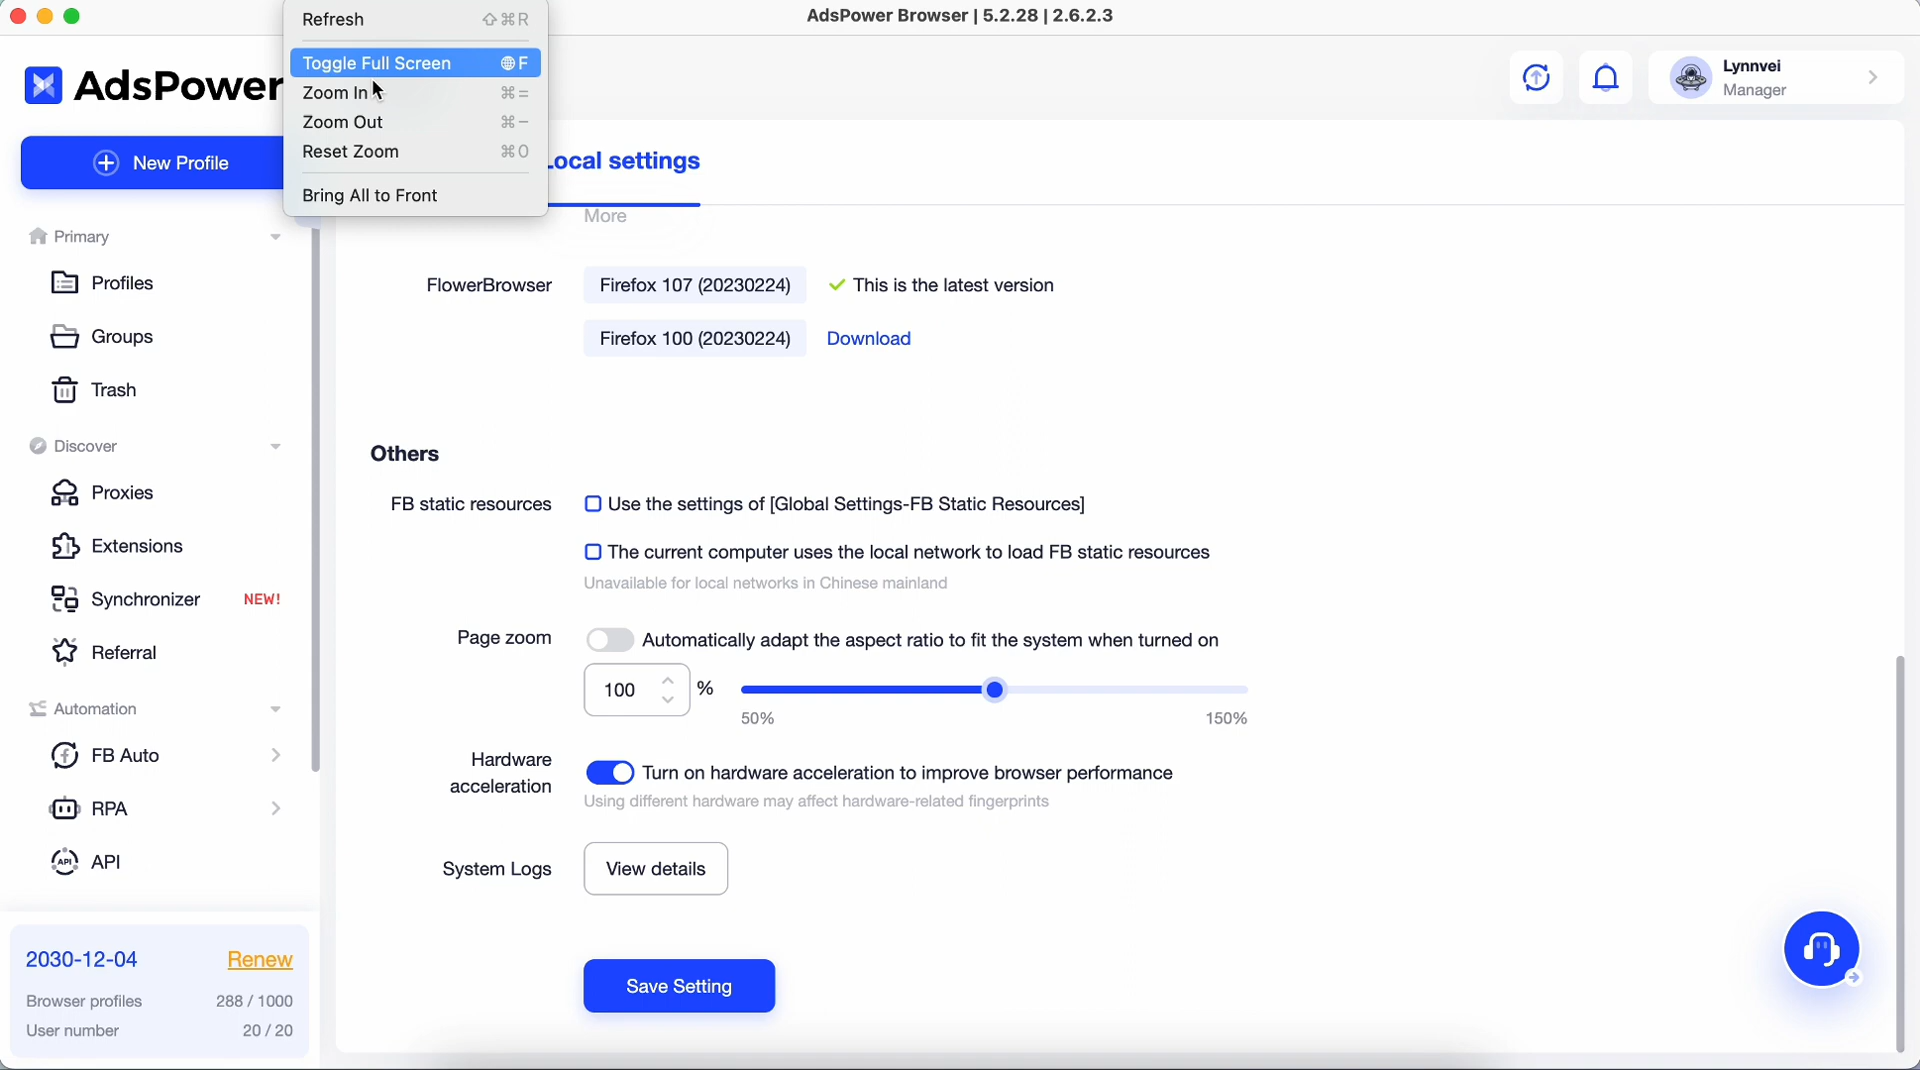 AdsPower Browser | 5.2.28 | 2.6.2.3
Refresh ⇧⌘R
Toggle Full Screen F
Zoom In ⌘=
Zoom Out ⌘−
Reset Zoom ⌘0
Bring All to Front
AdsPower
Lynnvei
Manager
New Profile
Local settings
More
Primary
Profiles
Groups
Trash
Discover
Proxies
Extensions
Synchronizer NEW!
Referral
Automation
FB Auto
RPA
API
2030-12-04 Renew
Browser profiles 288 / 1000
User number 20 / 20
FlowerBrowser Firefox 107 (20230224) This is the latest version
Firefox 100 (20230224) Download
Others
FB static resources Use the settings of [Global Settings-FB Static Resources]
The current computer uses the local network to load FB static resources
Unavailable for local networks in Chinese mainland
Page zoom Automatically adapt the aspect ratio to fit the system when turned on
100 %
50% 150%
Hardware
acceleration Turn on hardware acceleration to improve browser performance
Using different hardware may affect hardware-related fingerprints
System Logs View details
Save Setting